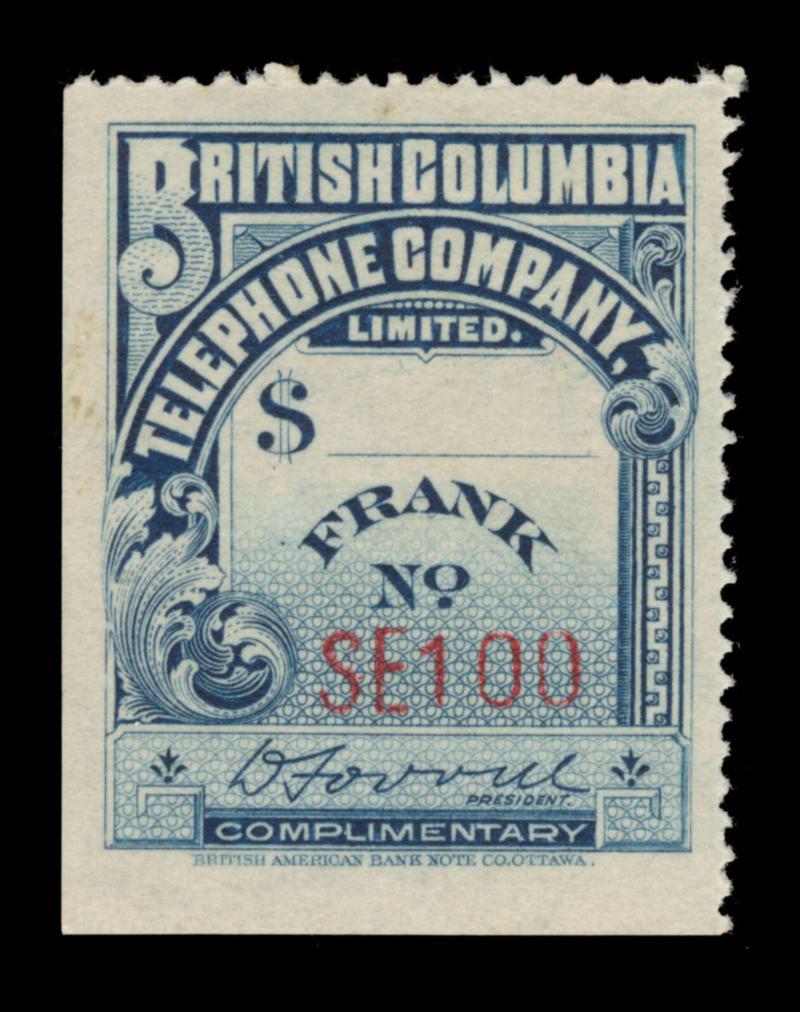 BRITISH COLUMBIA
TELEPHONE COMPANY,
LIMITED.
$
FRANK
No
SE100
PRESIDENT.
COMPLIMENTARY
BRITISH AMERICAN BANK NOTE CO. OTTAWA.